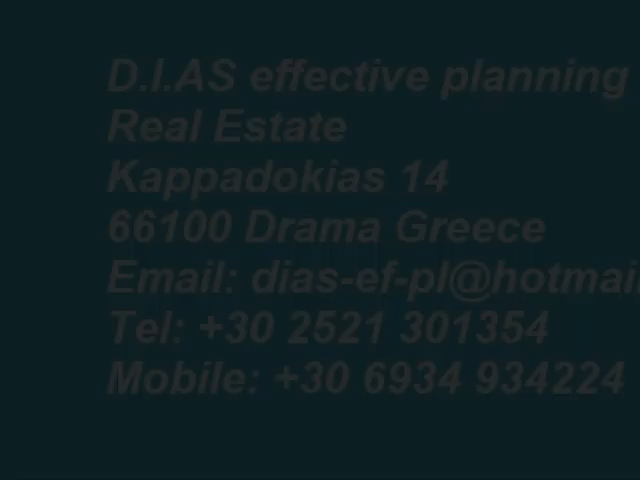 D.I.AS effective planning
Real Estate
Kappadokias 14
66100 Drama Greece
Email: dias-ef-pl@hotmail
Tel: +30 2521 301354
Mobile: +30 6934 934224